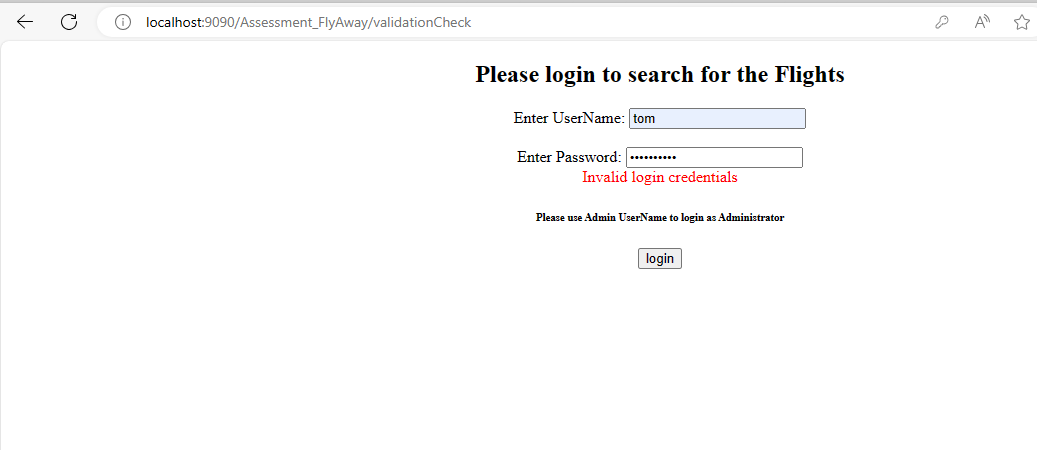 localhost:9090/Assessment_FlyAway/validationCheck
Please login to search for the Flights
Enter UserName: tom
Enter Password: ••••••••••
Invalid login credentials
Please use Admin UserName to login as Administrator
login